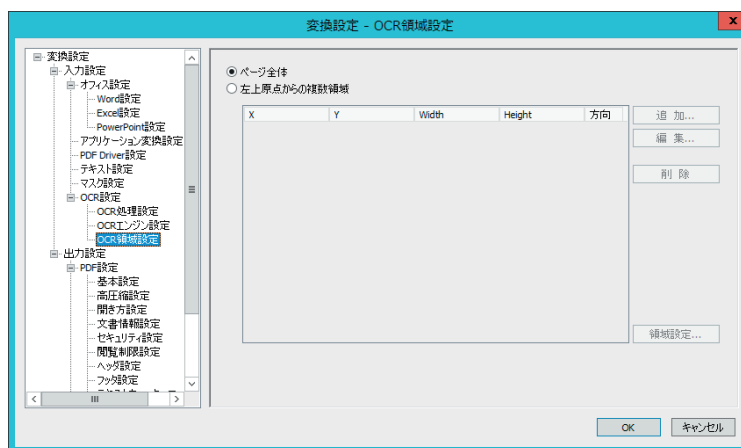 変換設定 - OCR領域設定
x
変換設定
入力設定
オフィス設定
Word設定
Excel設定
PowerPoint設定
アプリケーション変換設定
PDF Driver設定
テキスト設定
マスク設定
OCR設定
OCR処理設定
OCRエンジン設定
OCR領域設定
出力設定
PDF設定
基本設定
高圧縮設定
開き方設定
文書情報設定
セキュリティ設定
閲覧制限設定
ヘッダ設定
フッタ設定
ページ全体
左上原点からの複数領域
X Y Width Height 方向
追 加...
編 集...
削 除
領域設定...
OK キャンセル